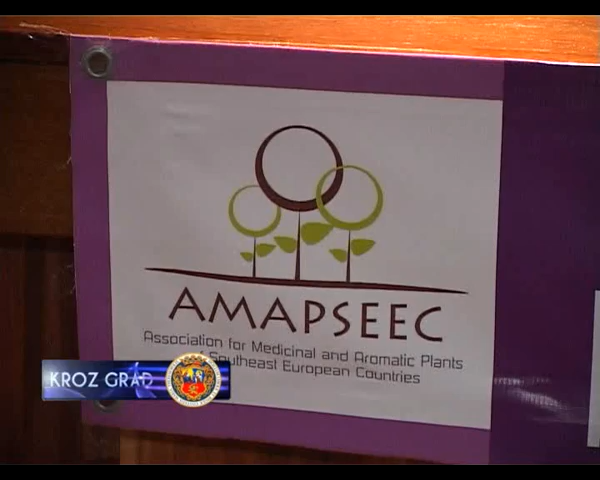 AMAPSEEC
Association for Medicinal and Aromatic Plants
Southeast European Countries
KROZ GRAD